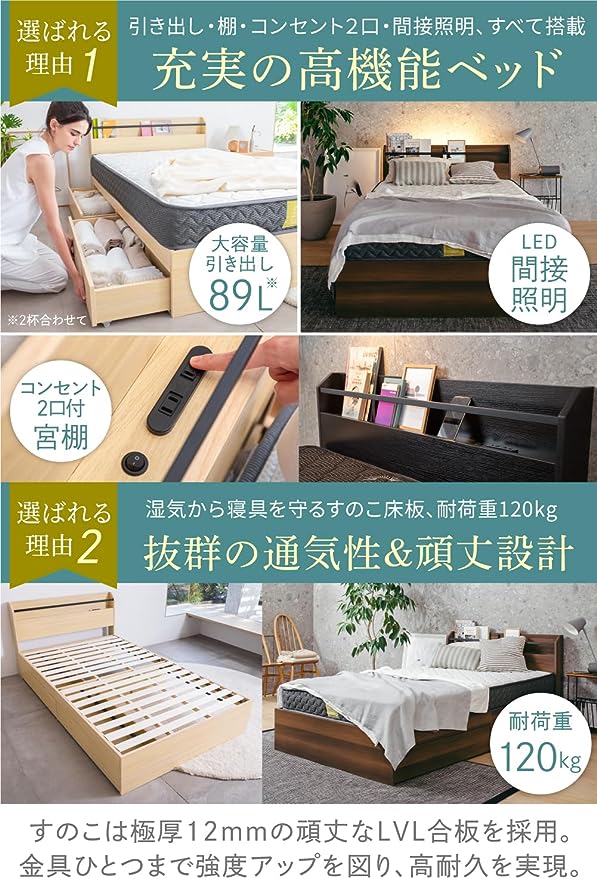 選ばれる
理由1
引き出し・棚・コンセント2口・間接照明、すべて搭載
充実の高機能ベッド
大容量
引き出し
89L※
※2杯合わせて
LED
間接
照明
コンセント
2口付
宮棚
選ばれる
理由2
湿気から寝具を守るすのこ床板、耐荷重120kg
抜群の通気性&頑丈設計
耐荷重
120kg
すのこは極厚12mmの頑丈なLVL合板を採用。
金具ひとつまで強度アップを図り、高耐久を実現。